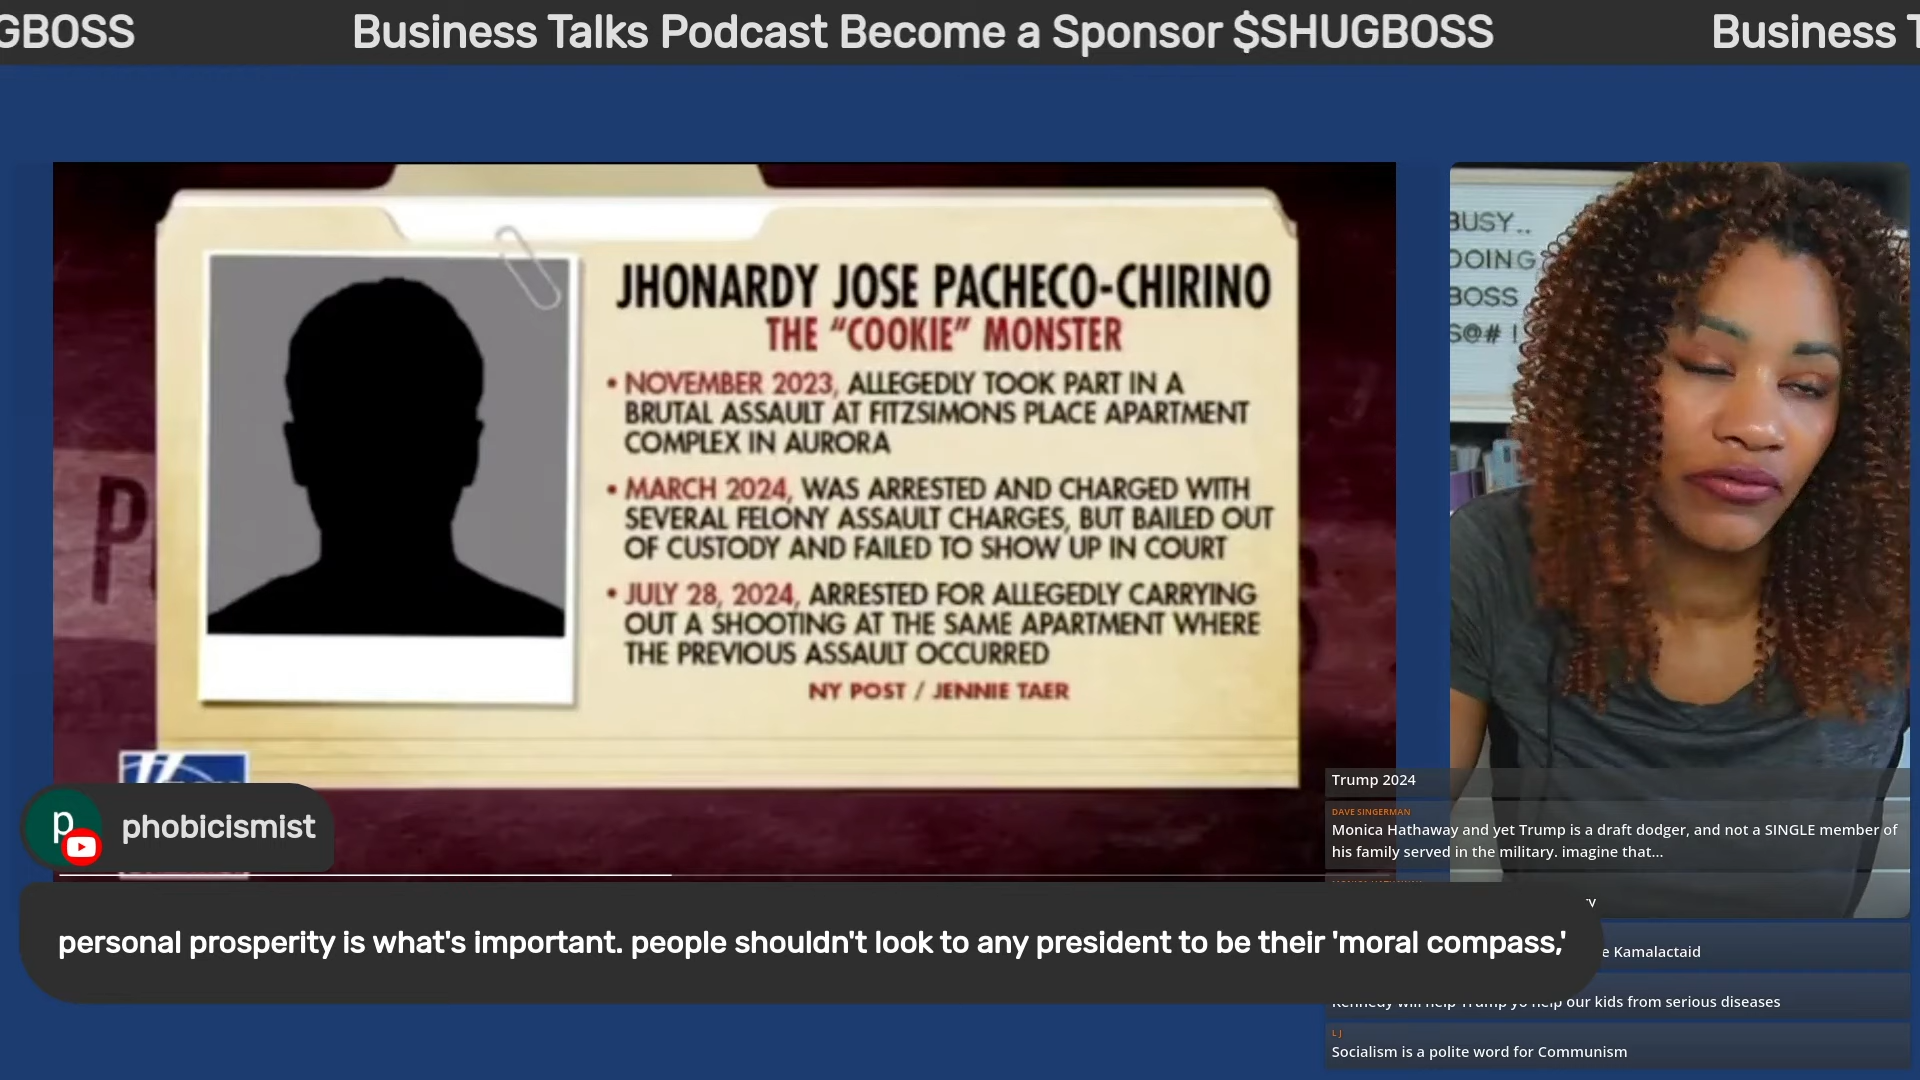 GBOSS
Business Talks Podcast Become a Sponsor $SHUGBOSS
Business T
BUSY..
DOING
BOSS
S@# !
JHONARDY JOSE PACHECO-CHIRINO
THE “COOKIE” MONSTER
• NOVEMBER 2023, ALLEGEDLY TOOK PART IN A
BRUTAL ASSAULT AT FITZSIMONS PLACE APARTMENT
COMPLEX IN AURORA
• MARCH 2024, WAS ARRESTED AND CHARGED WITH
SEVERAL FELONY ASSAULT CHARGES, BUT BAILED OUT
OF CUSTODY AND FAILED TO SHOW UP IN COURT
• JULY 28, 2024, ARRESTED FOR ALLEGEDLY CARRYING
OUT A SHOOTING AT THE SAME APARTMENT WHERE
THE PREVIOUS ASSAULT OCCURRED
NY POST / JENNIE TAER
p
phobicismist
personal prosperity is what's important. people shouldn't look to any president to be their 'moral compass,'
Trump 2024
DAVE SINGERMAN
Monica Hathaway and yet Trump is a draft dodger, and not a SINGLE member of
his family served in the military. imagine that...
e Kamalactaid
Kennedy will help Trump yo help our kids from serious diseases
L J
Socialism is a polite word for Communism